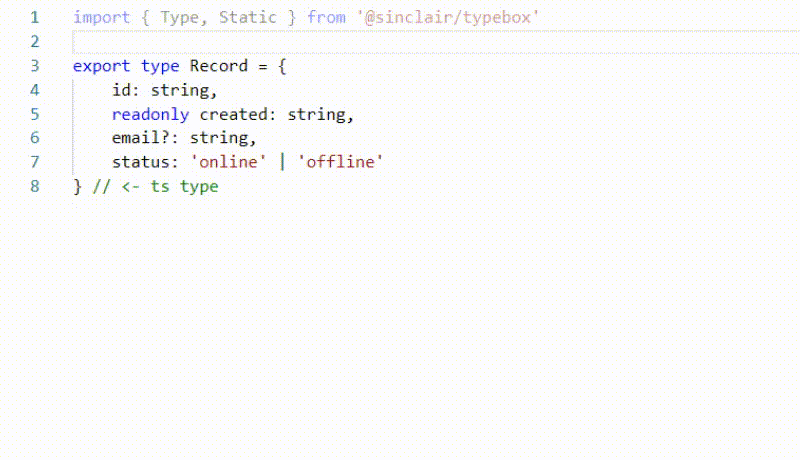 1 import { Type, Static } from '@sinclair/typebox'
2
3 export type Record = {
4 id: string,
5 readonly created: string,
6 email?: string,
7 status: 'online' | 'offline'
8 } // <- ts type